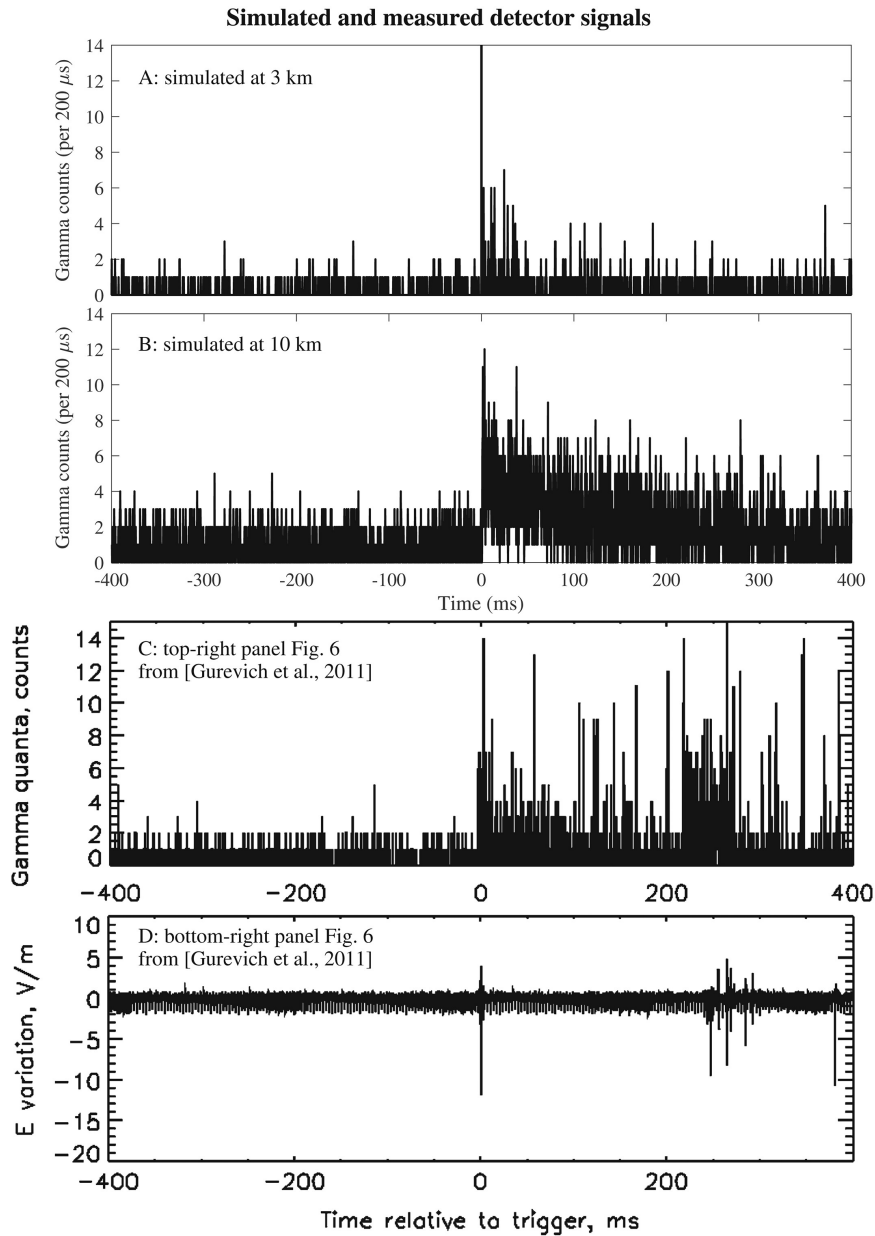 Simulated and measured detector signals
A: simulated at 3 km
Gamma counts (per 200 μs)
14
12
10
8
6
4
2
0
B: simulated at 10 km
Gamma counts (per 200 μs)
14
12
10
8
6
4
2
0
-400 -300 -200 -100 0 100 200 300 400
Time (ms)
C: top-right panel Fig. 6
from [Gurevich et al., 2011]
Gamma quanta, counts
14
12
10
8
6
4
2
0
−400 −200 0 200 400
D: bottom-right panel Fig. 6
from [Gurevich et al., 2011]
E variation, V/m
10
5
0
−5
−10
−15
−20
−400 −200 0 200
Time relative to trigger, ms